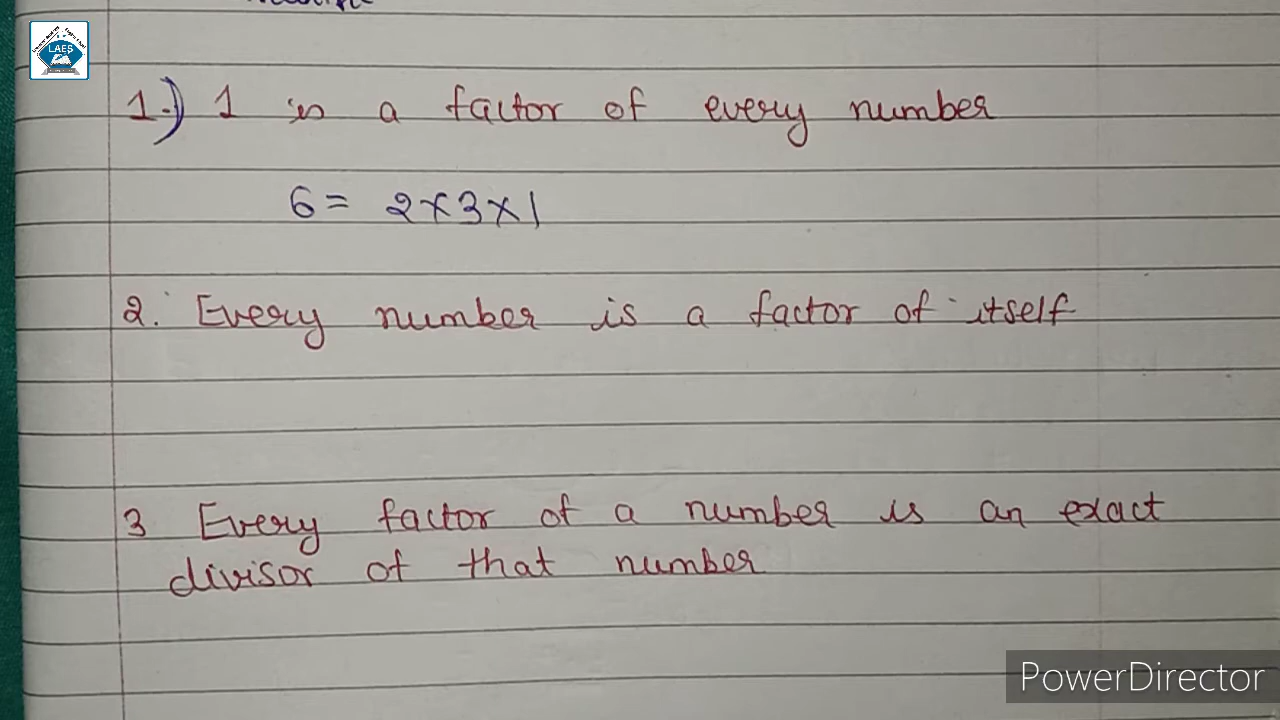 LAES
1.) 1 is a factor of every number
6 = 2 x 3 x 1
2. Every number is a factor of itself
3 Every factor of a number is an exact
divisor of that number
PowerDirector